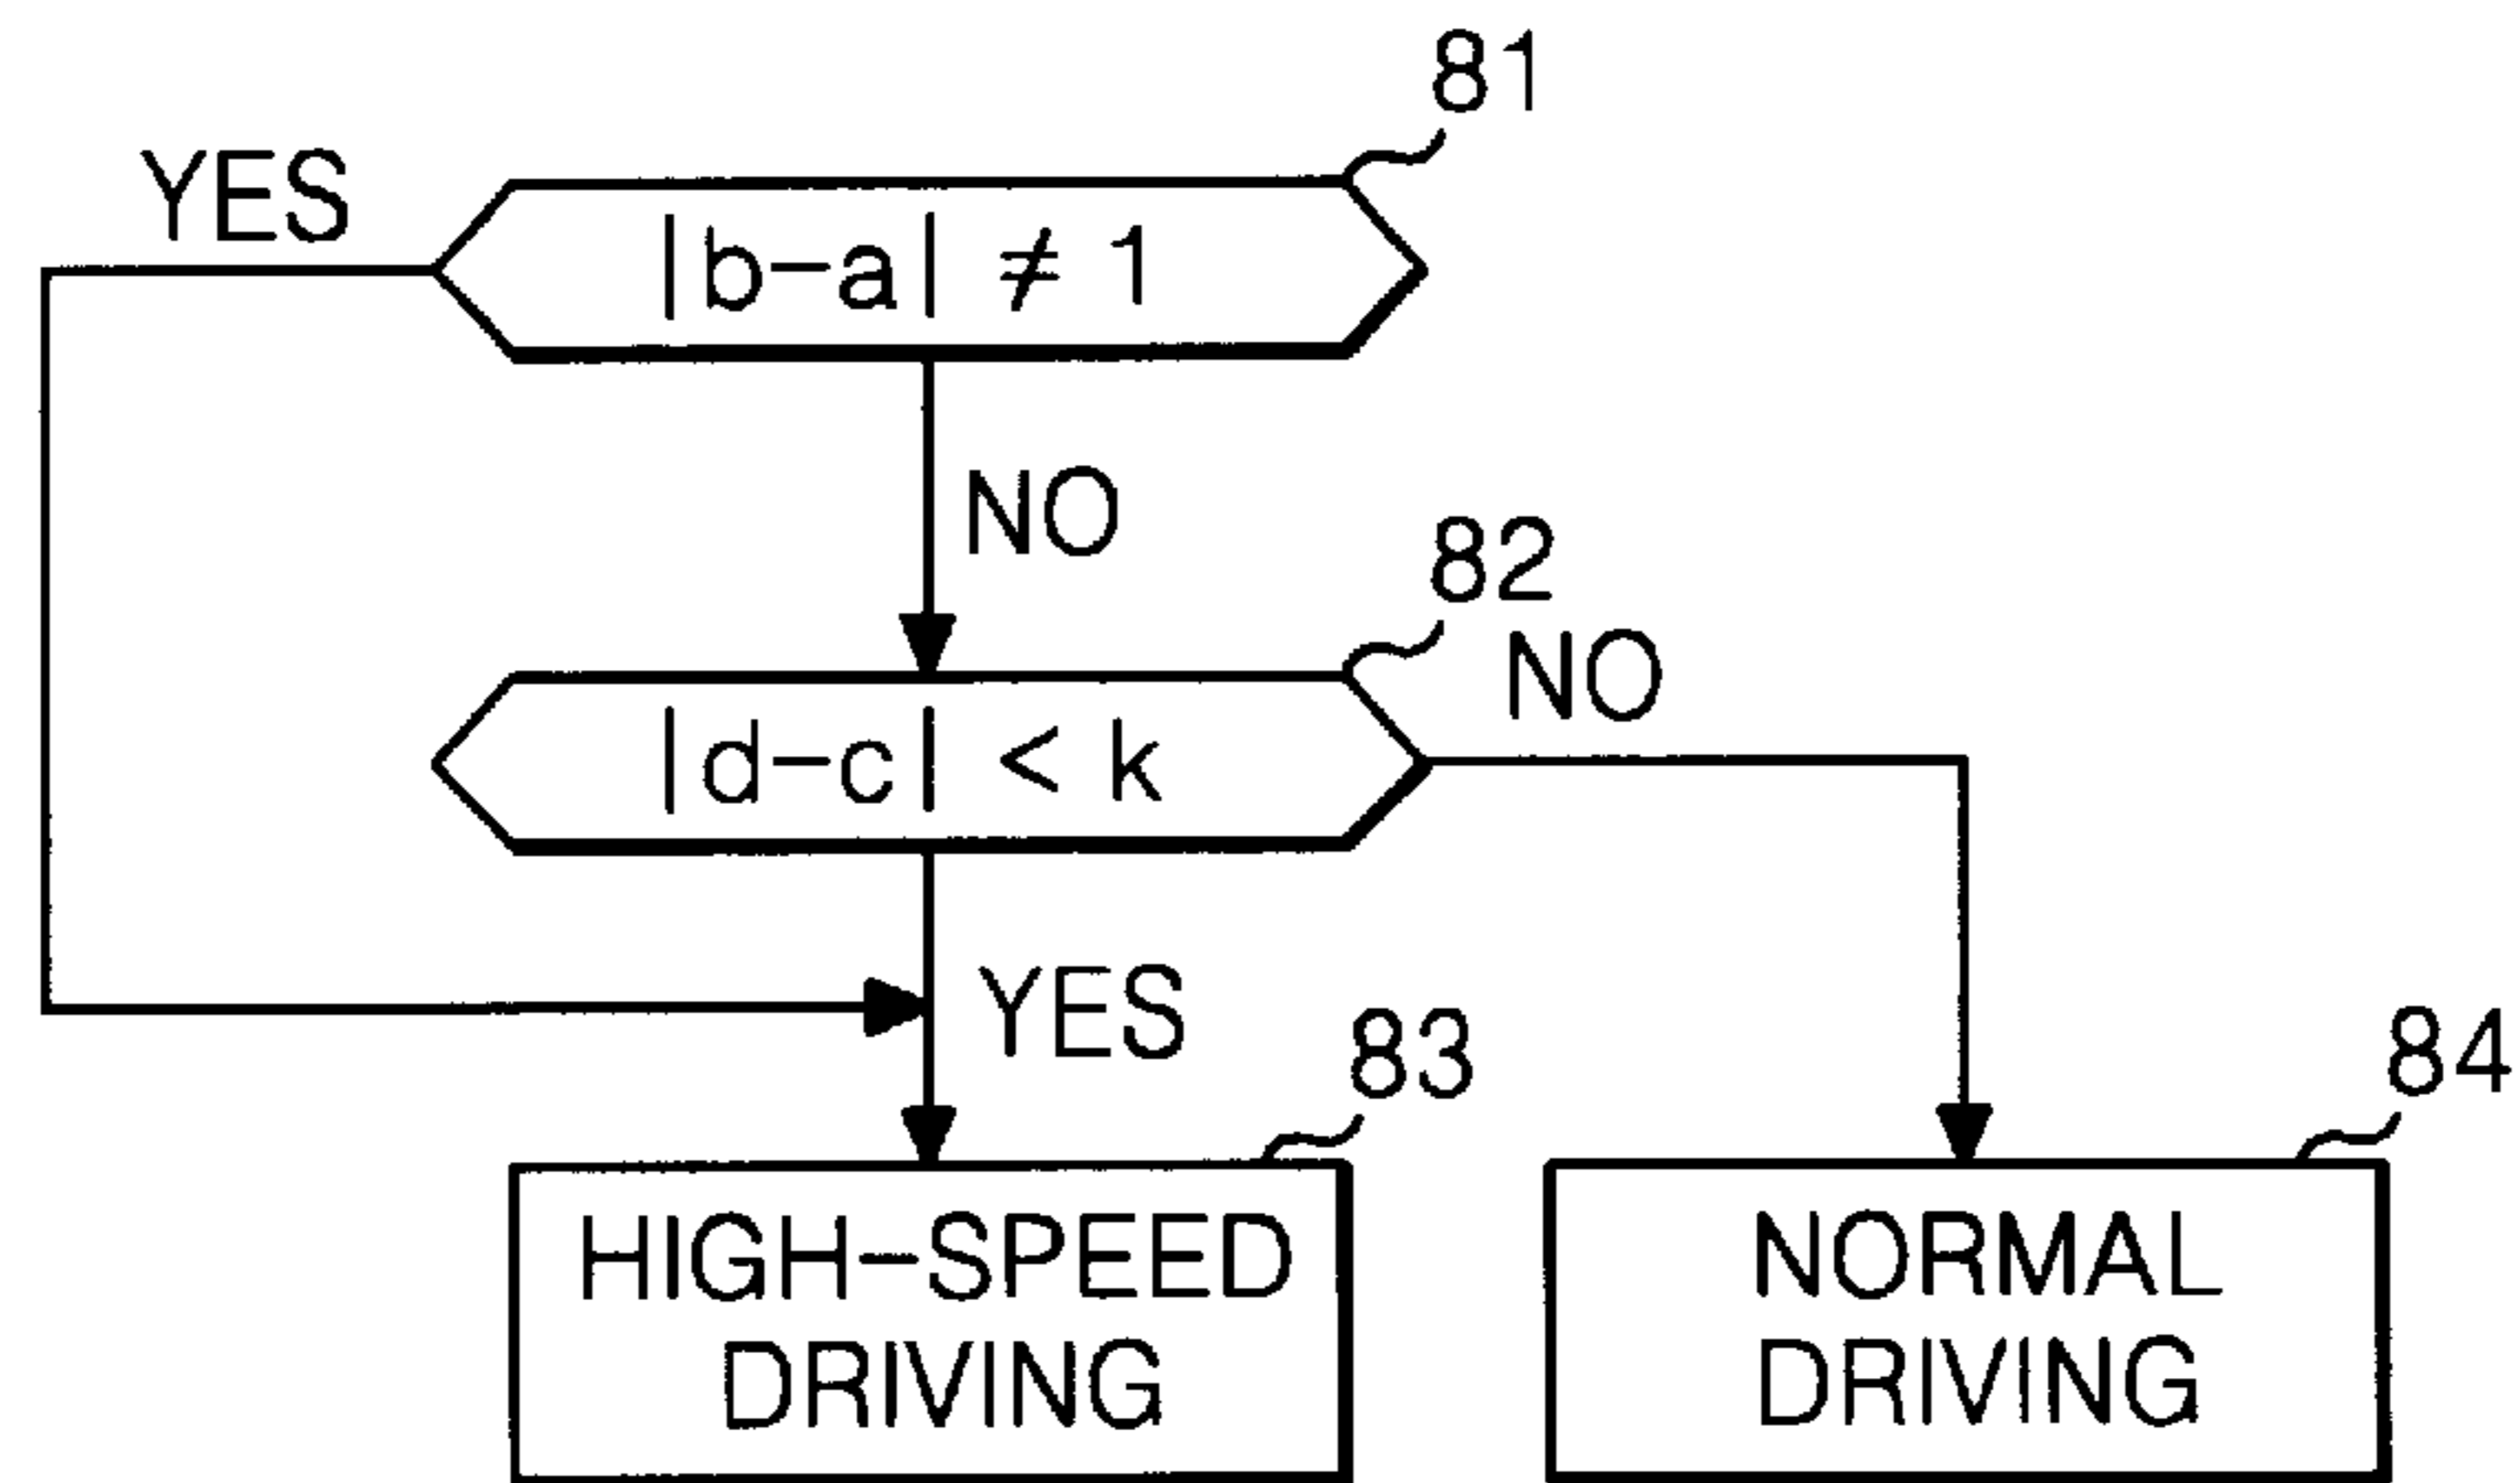 81
YES
|b-a| ≠ 1
NO
82
NO
|d-c| < k
YES
83
84
HIGH-SPEED
DRIVING
NORMAL
DRIVING